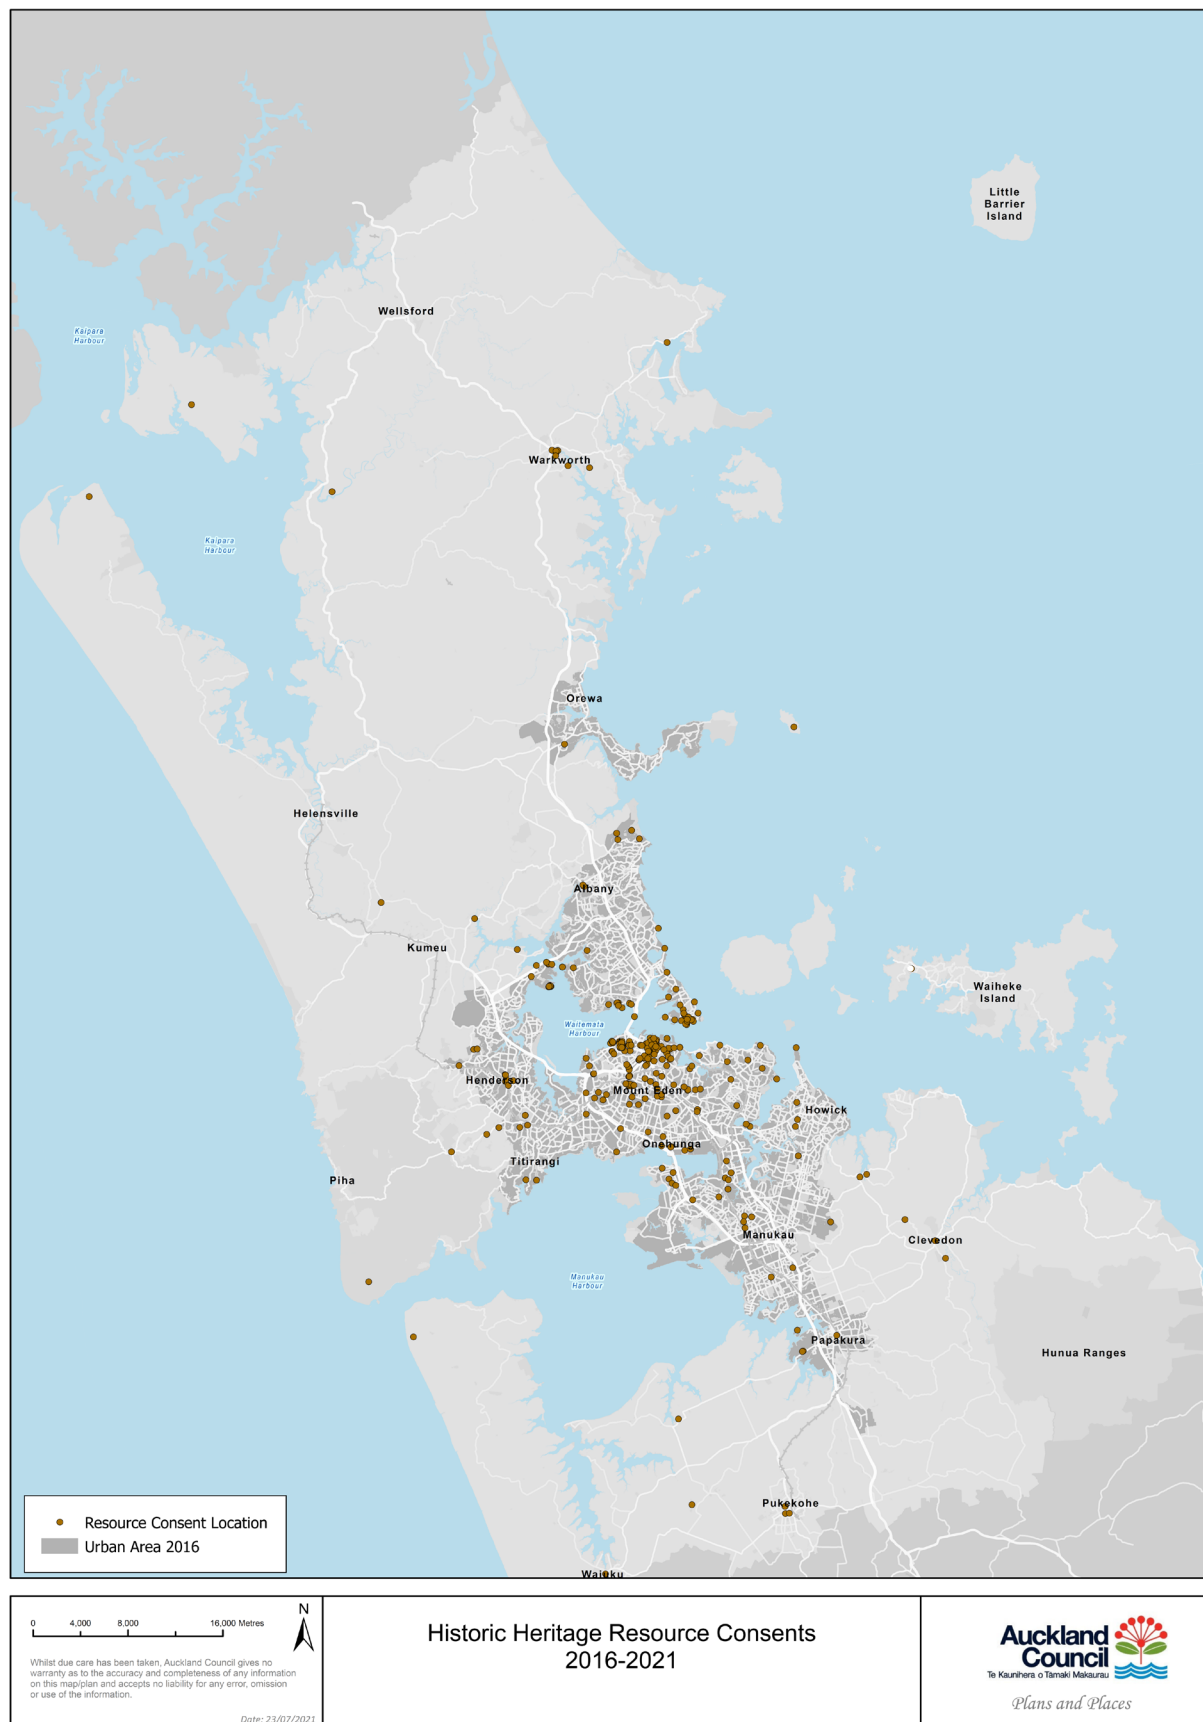 Little
Barrier
Island
Wellsford
Kaipara
Harbour
Warkworth
Kaipara
Harbour
Orewa
Helensville
Albany
Kumeu
Waiheke
Island
Waitemata
Harbour
Henderson
Mount Eden
Howick
Onehunga
Titirangi
Piha
Manukau
Clevedon
Manukau
Harbour
Papakura
Hunua Ranges
Pukekohe
Waiuku
Resource Consent Location
Urban Area 2016
0 4,000 8,000 16,000 Metres
N
Whilst due care has been taken, Auckland Council gives no
warranty as to the accuracy and completeness of any information
on this map/plan and accepts no liability for any error, omission
or use of the information.
Date: 23/07/2021
Historic Heritage Resource Consents
2016-2021
Auckland
Council
Te Kaunihera o Tāmaki Makaurau
Plans and Places